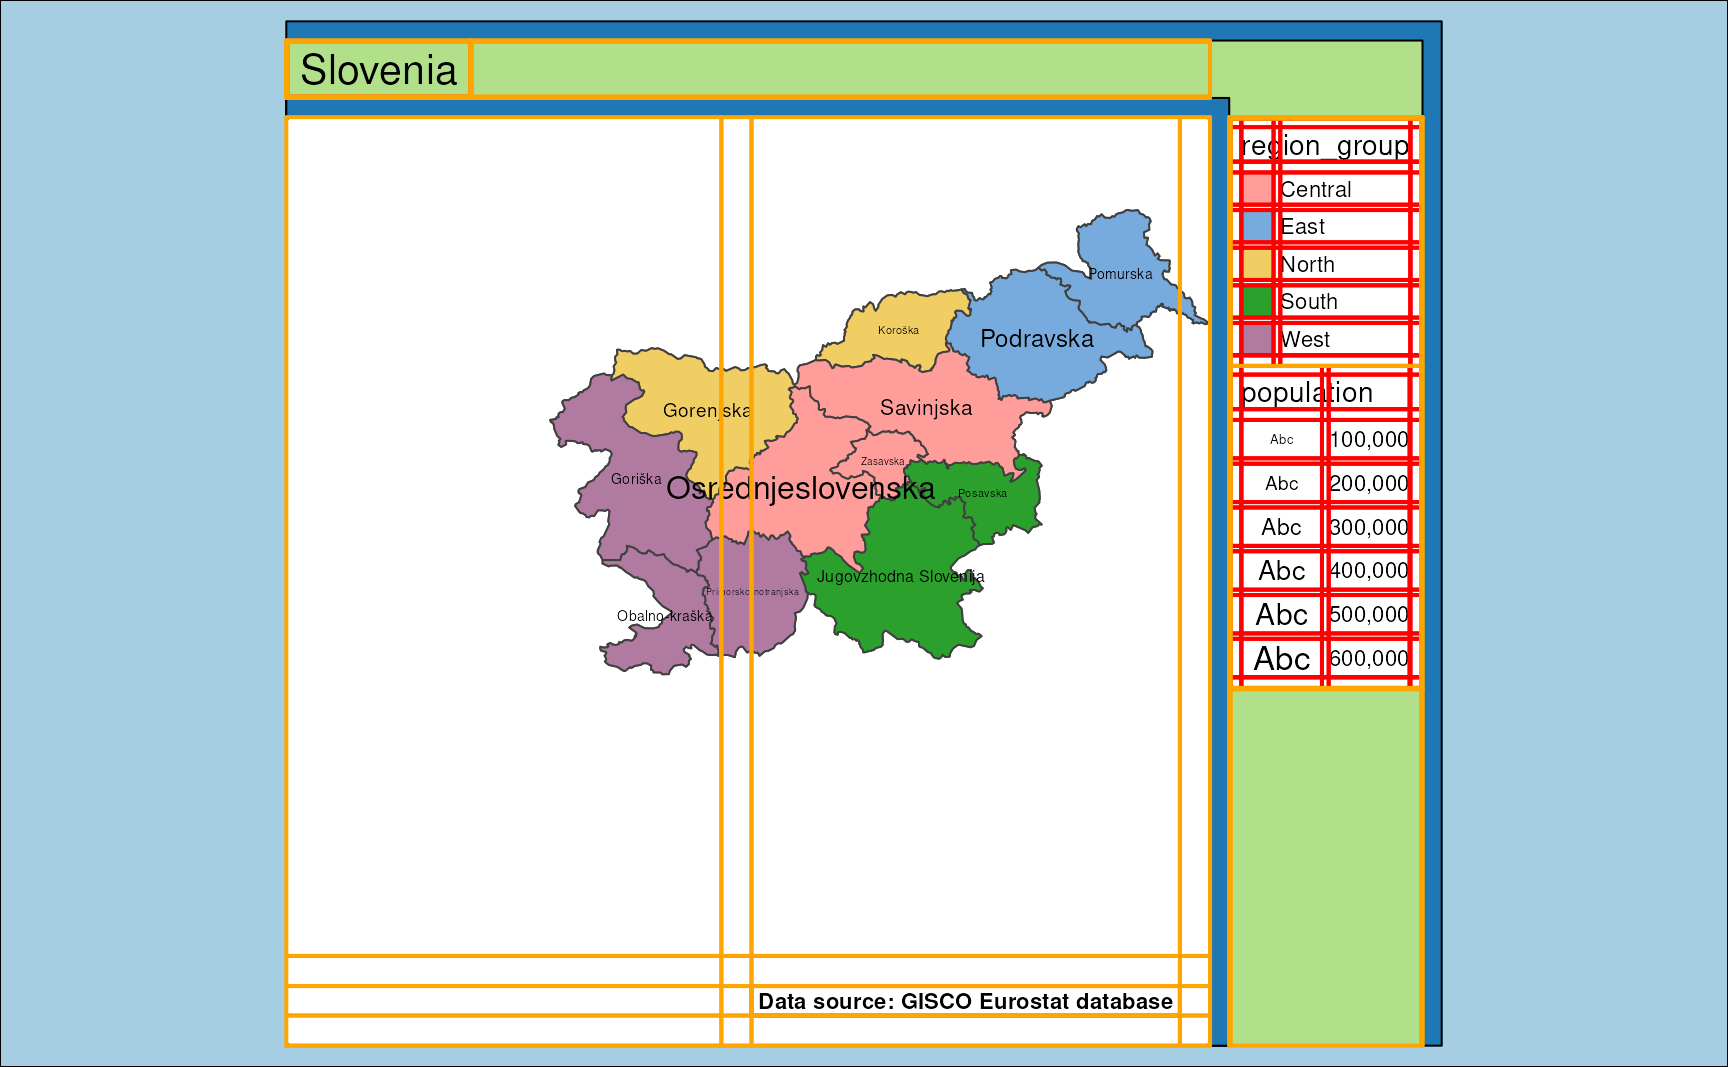 Slovenia
region_group
Central
East
North
South
West
population
Abc 100,000
Abc 200,000
Abc 300,000
Abc 400,000
Abc 500,000
Abc 600,000
Pomurska
Koroška
Podravska
Gorenjska
Savinjska
Zasavska
Goriška
Osrednjeslovenska
Posavska
Jugovzhodna Slovenija
Primorsko-notranjska
Obalno-kraška
Data source: GISCO Eurostat database